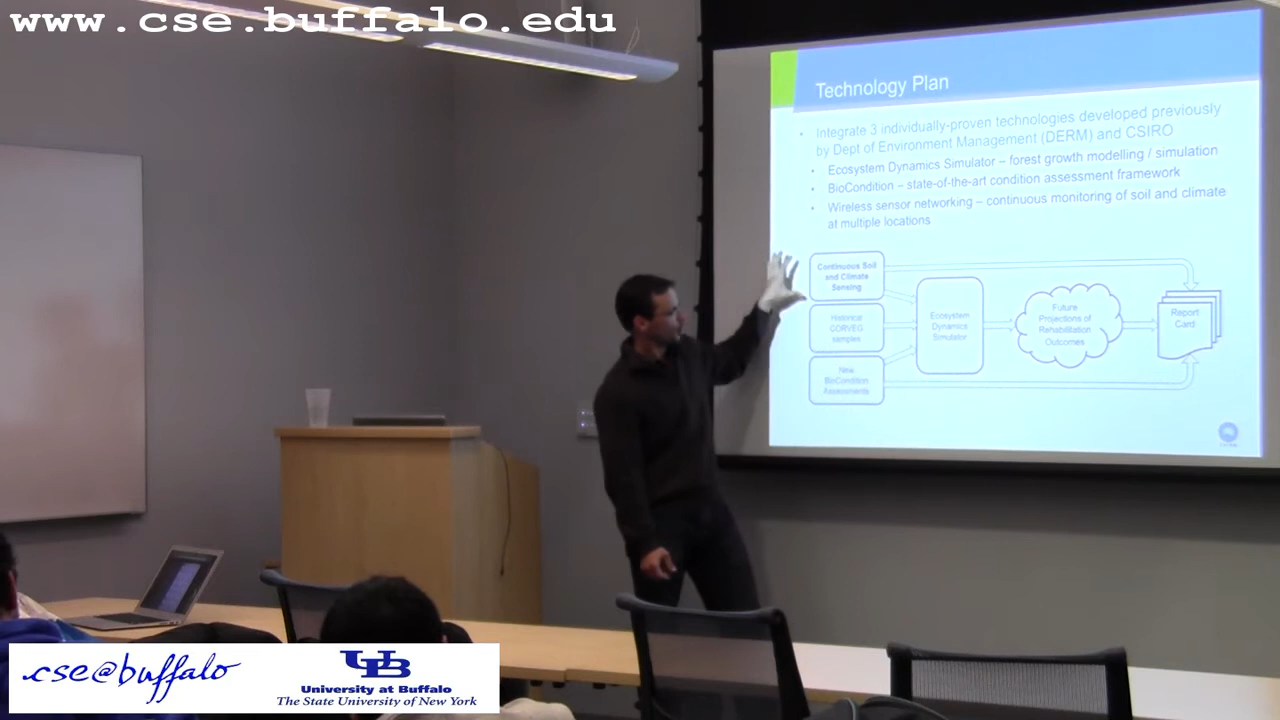 www.cse.buffalo.edu
Technology Plan
• Integrate 3 individually-proven technologies developed previously
by Dept of Environment Management (DERM) and CSIRO
• Ecosystem Dynamics Simulator – forest growth modelling / simulation
• BioCondition – state-of-the-art condition assessment framework
• Wireless sensor networking – continuous monitoring of soil and climate
at multiple locations
Continuous Soil
and Climate
Sensing
Historical
CORVEG
samples
New
BioCondition
Assessments
Ecosystem
Dynamics
Simulator
Future
Projections of
Rehabilitation
Outcomes
Report
Card
cse@buffalo
UB
University at Buffalo
The State University of New York